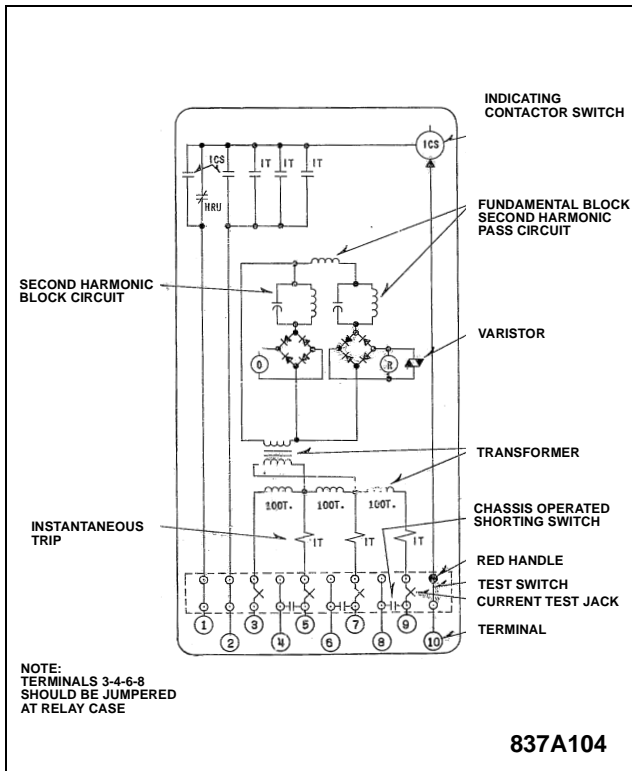 INDICATING
CONTACTOR SWITCH
ICS
ICS
IT
IT
IT
HRU
FUNDAMENTAL BLOCK
SECOND HARMONIC
PASS CIRCUIT
SECOND HARMONIC
BLOCK CIRCUIT
VARISTOR
O
R
TRANSFORMER
100T.
100T.
100T.
CHASSIS OPERATED
SHORTING SWITCH
INSTANTANEOUS
TRIP
IT
IT
IT
RED HANDLE
TEST SWITCH
CURRENT TEST JACK
1
3
5
7
9
TERMINAL
2
4
6
8
10
NOTE:
TERMINALS 3-4-6-8
SHOULD BE JUMPERED
AT RELAY CASE
837A104